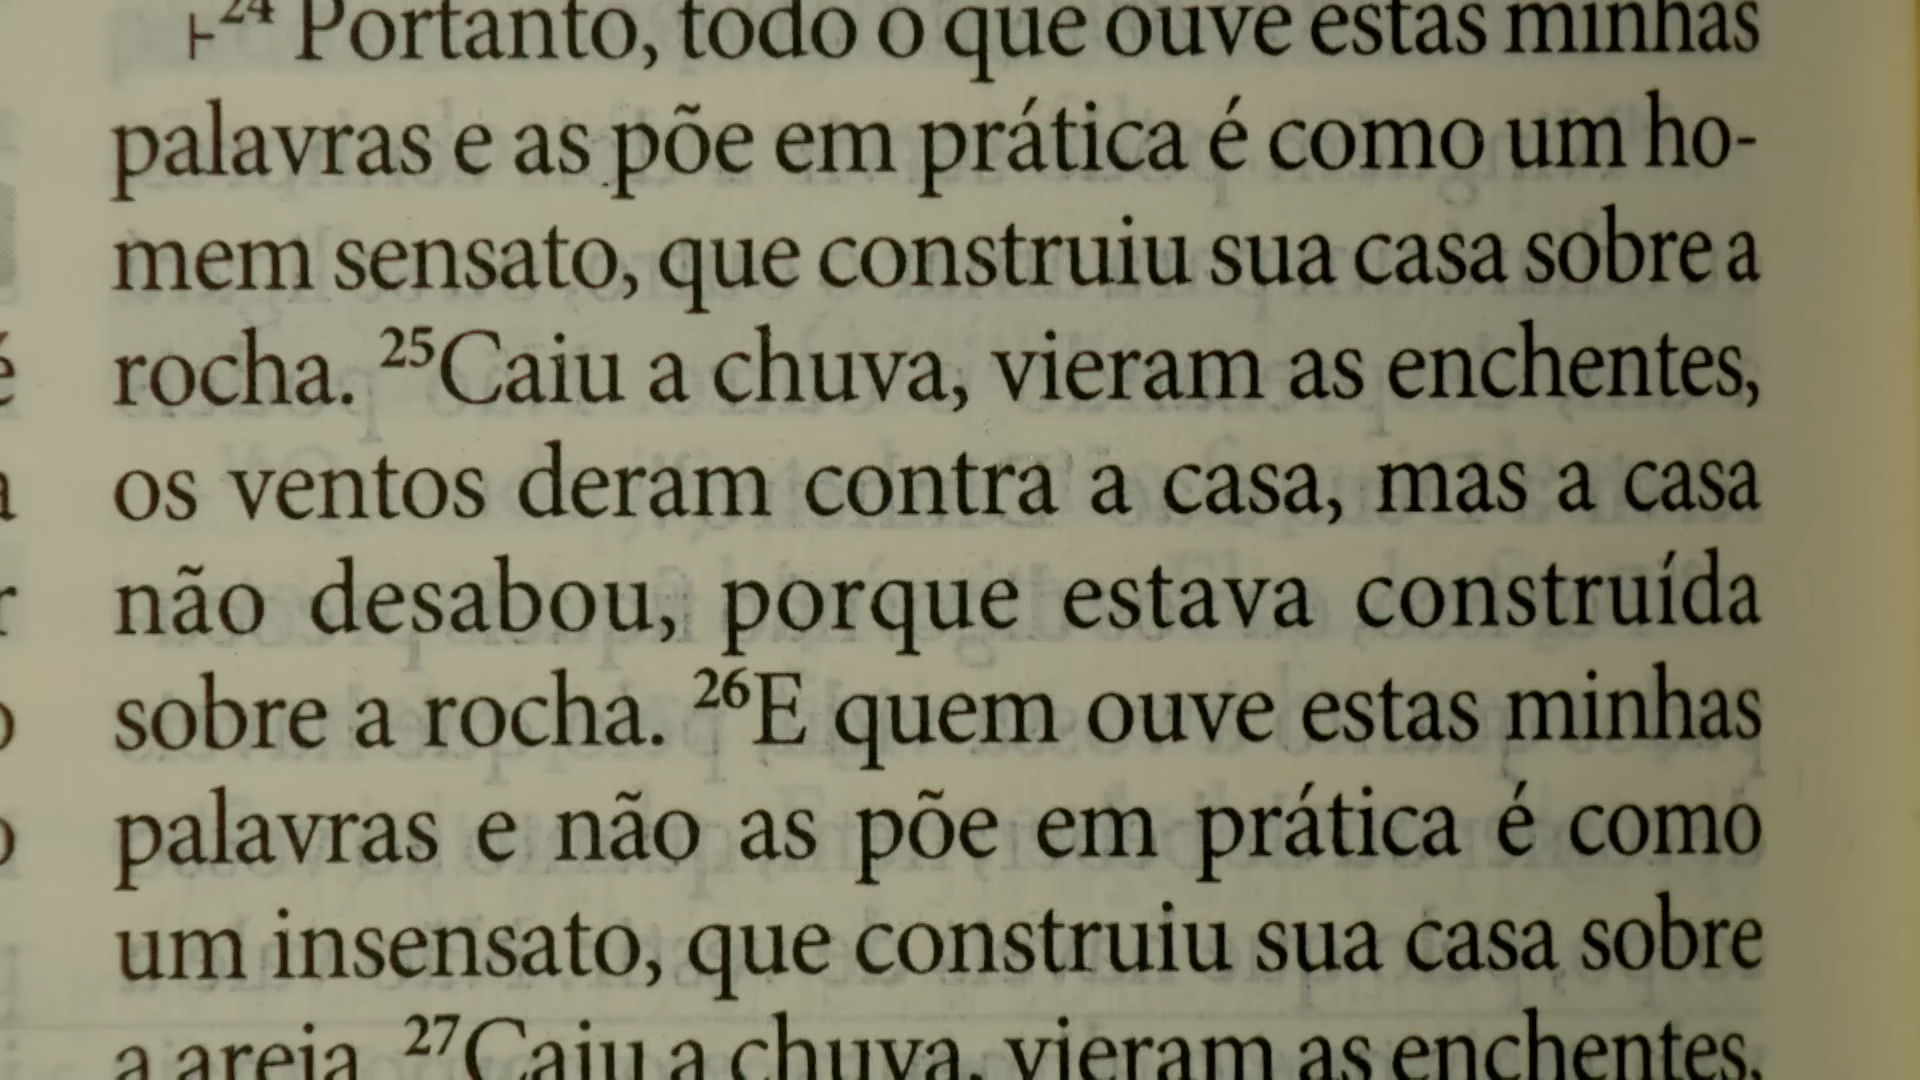 ⊢24 Portanto, todo o que ouve estas minhas
palavras e as põe em prática é como um ho-
mem sensato, que construiu sua casa sobre a
rocha. 25Caiu a chuva, vieram as enchentes,
os ventos deram contra a casa, mas a casa
não desabou, porque estava construída
sobre a rocha. 26E quem ouve estas minhas
palavras e não as põe em prática é como
um insensato, que construiu sua casa sobre
a areia. 27Caiu a chuva, vieram as enchentes,